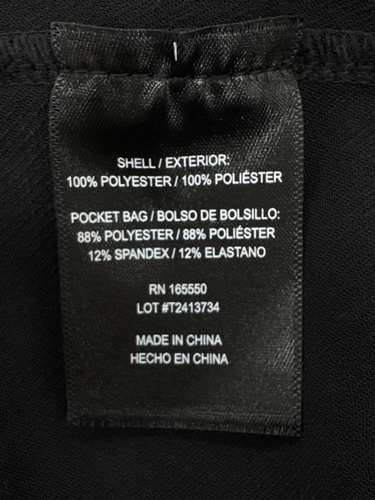 SHELL / EXTERIOR:
100% POLYESTER / 100% POLIÉSTER
POCKET BAG / BOLSO DE BOLSILLO:
88% POLYESTER / 88% POLIÉSTER
12% SPANDEX / 12% ELASTANO
RN 165550
LOT #T2413734
MADE IN CHINA
HECHO EN CHINA